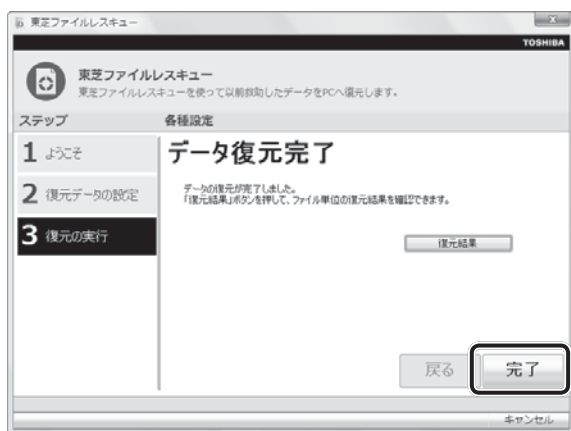 東芝ファイルレスキュー
TOSHIBA
東芝ファイルレスキュー
東芝ファイルレスキューを使って以前救助したデータをPCへ復元します。
ステップ
各種設定
1 ようこそ
2 復元データの設定
3 復元の実行
データ復元完了
データの復元が完了しました。
「復元結果」ボタンを押して、ファイル単位の復元結果を確認できます。
復元結果
戻る
完了
キャンセル